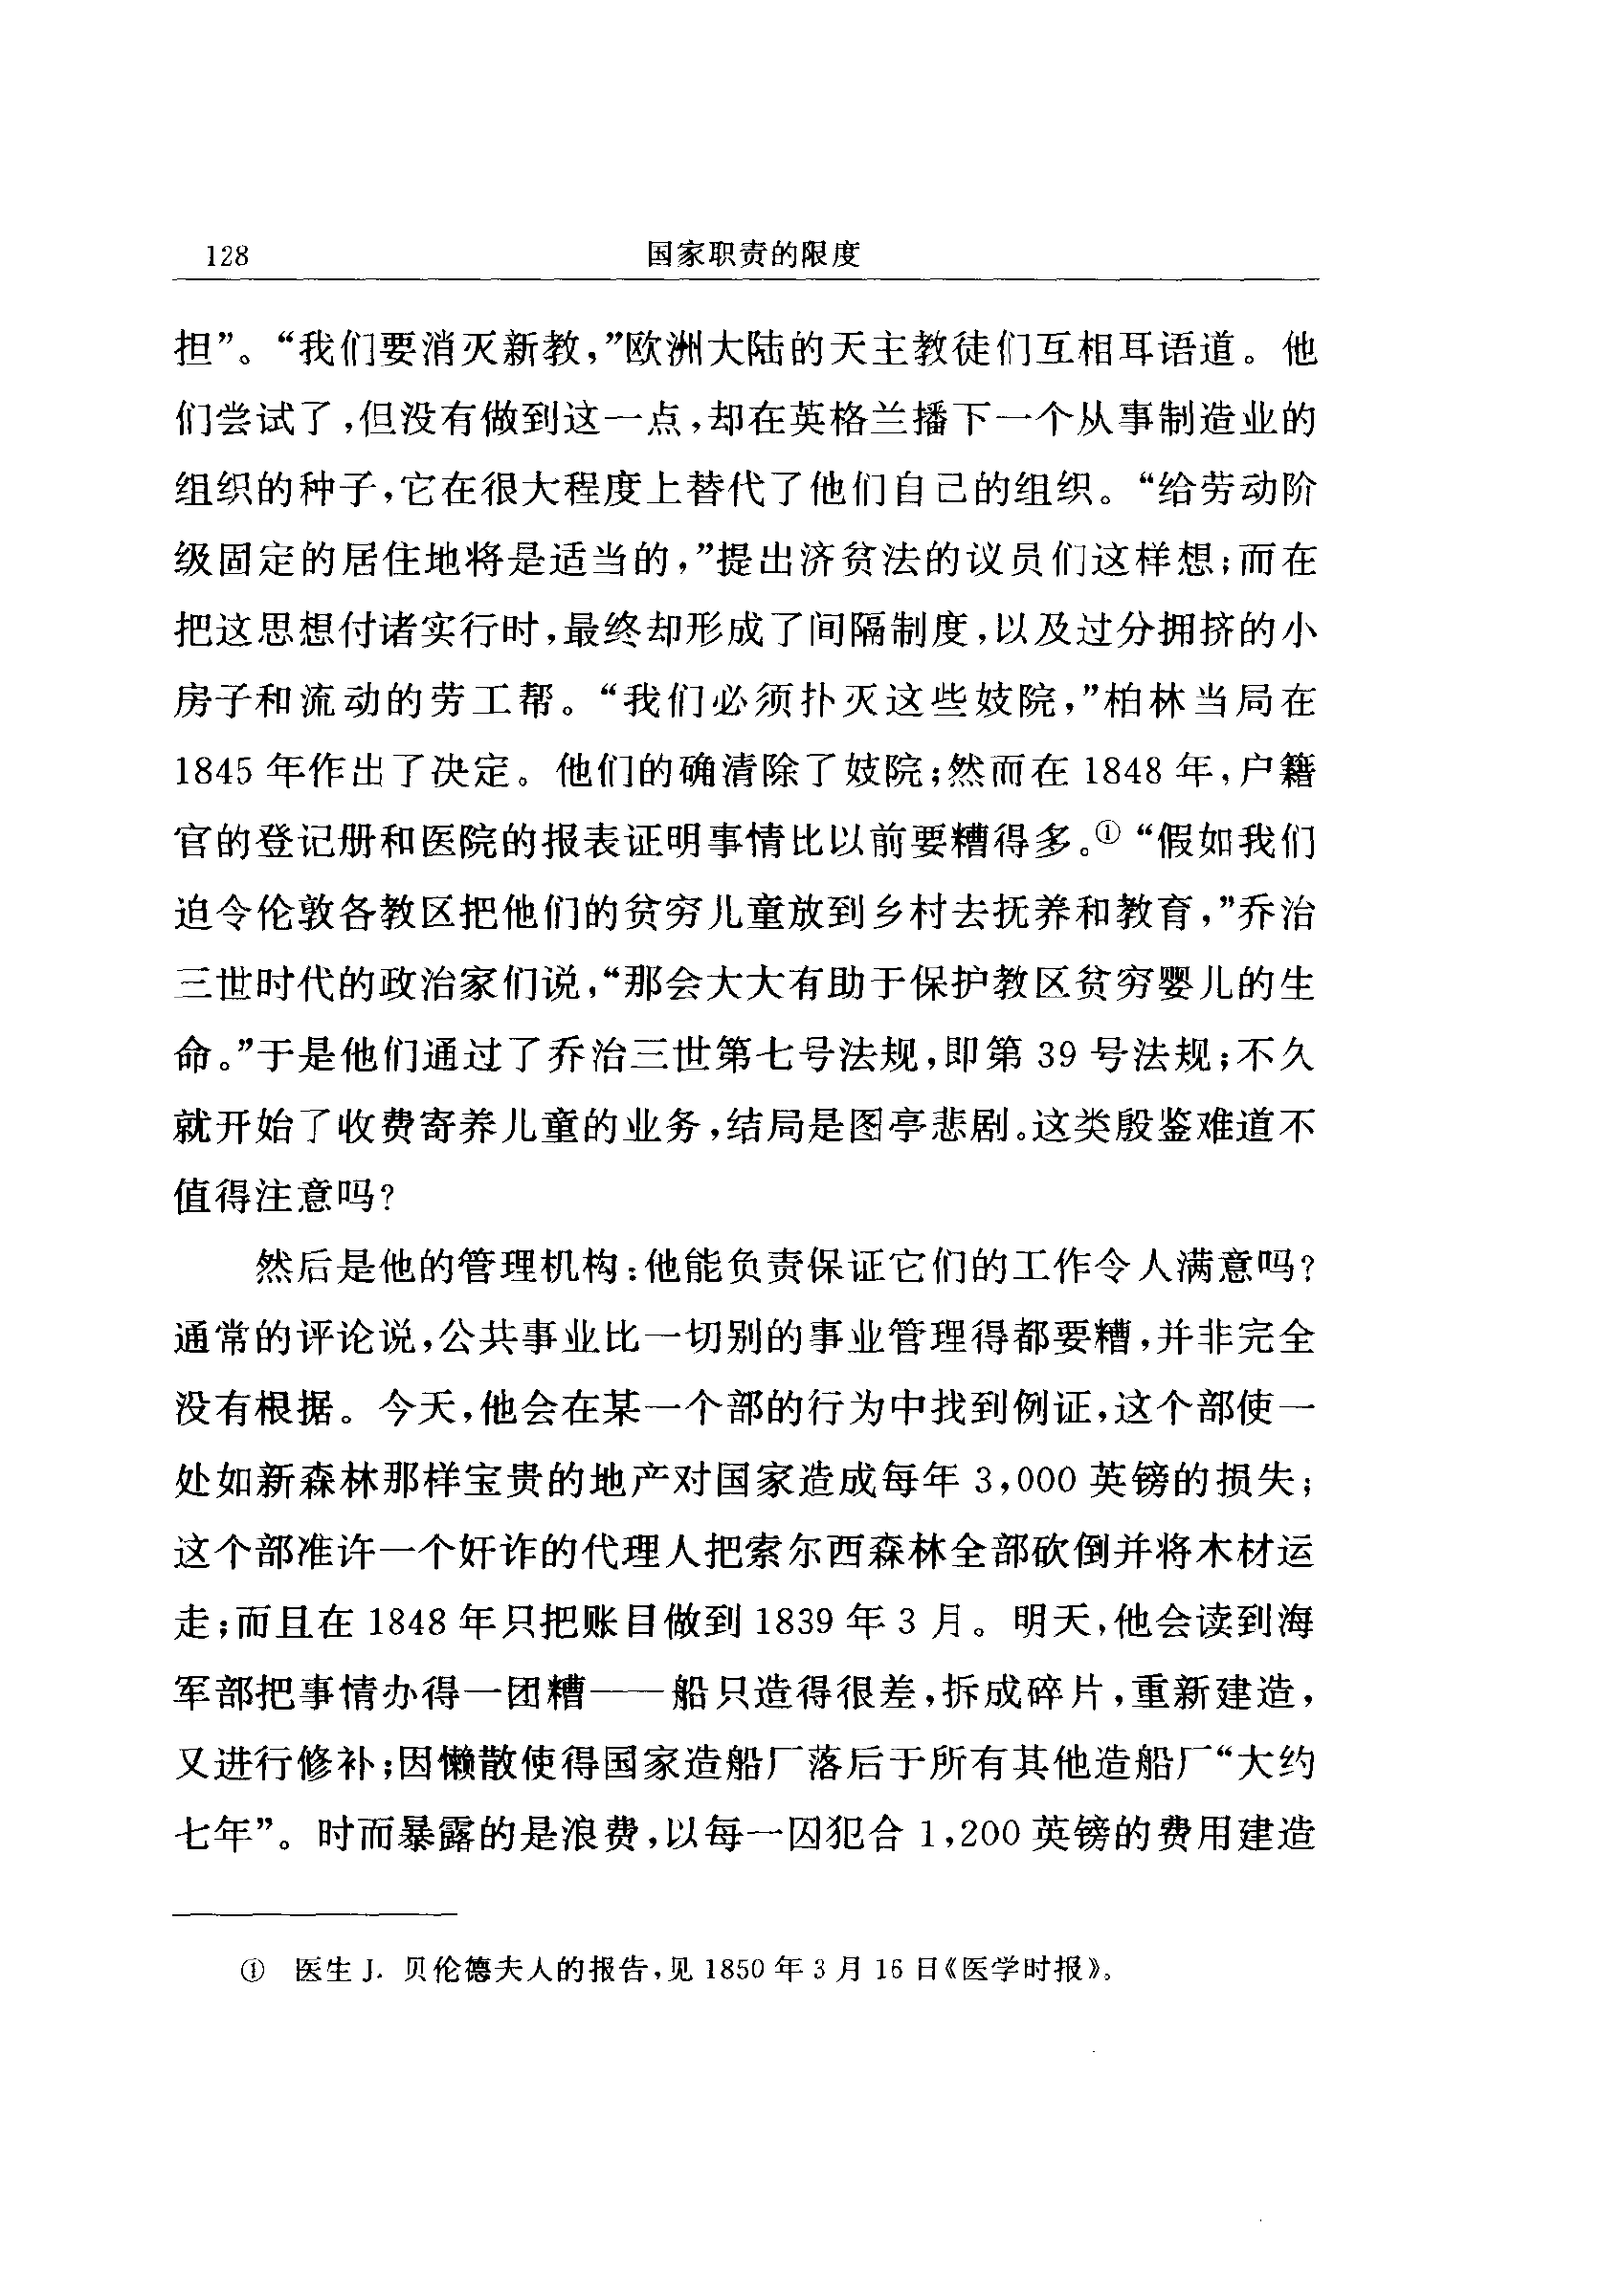 128 国家职责的限度
担”。“我们要消灭新教，”欧洲大陆的天主教徒们互相耳语道。他
们尝试了，但没有做到这一点，却在英格兰播下一个从事制造业的
组织的种子，它在很大程度上替代了他们自己的组织。“给劳动阶
级固定的居住地将是适当的，”提出济贫法的议员们这样想；而在
把这思想付诸实行时，最终却形成了间隔制度，以及过分拥挤的小
房子和流动的劳工帮。“我们必须扑灭这些妓院，”柏林当局在
1845 年作出了决定。他们的确清除了妓院；然而在 1848 年，户籍
官的登记册和医院的报表证明事情比以前要糟得多。①“假如我们
迫令伦敦各教区把他们的贫穷儿童放到乡村去抚养和教育，”乔治
三世时代的政治家们说，“那会大大有助于保护教区贫穷婴儿的生
命。”于是他们通过了乔治三世第七号法规，即第 39 号法规；不久
就开始了收费寄养儿童的业务，结局是图亭悲剧。这类殷鉴难道不
值得注意吗？
然后是他的管理机构：他能负责保证它们的工作令人满意吗？
通常的评论说，公共事业比一切别的事业管理得都要糟，并非完全
没有根据。今天，他会在某一个部的行为中找到例证，这个部使一
处如新森林那样宝贵的地产对国家造成每年 3，000 英镑的损失；
这个部准许一个奸诈的代理人把索尔西森林全部砍倒并将木材运
走；而且在 1848 年只把账目做到 1839 年 3 月。明天，他会读到海
军部把事情办得一团糟——船只造得很差，拆成碎片，重新建造，
又进行修补；因懒散使得国家造船厂落后于所有其他造船厂“大约
七年”。时而暴露的是浪费，以每一囚犯合 1，200 英镑的费用建造
① 医生 J. 贝伦德夫人的报告，见 1850 年 3 月 16 日《医学时报》。